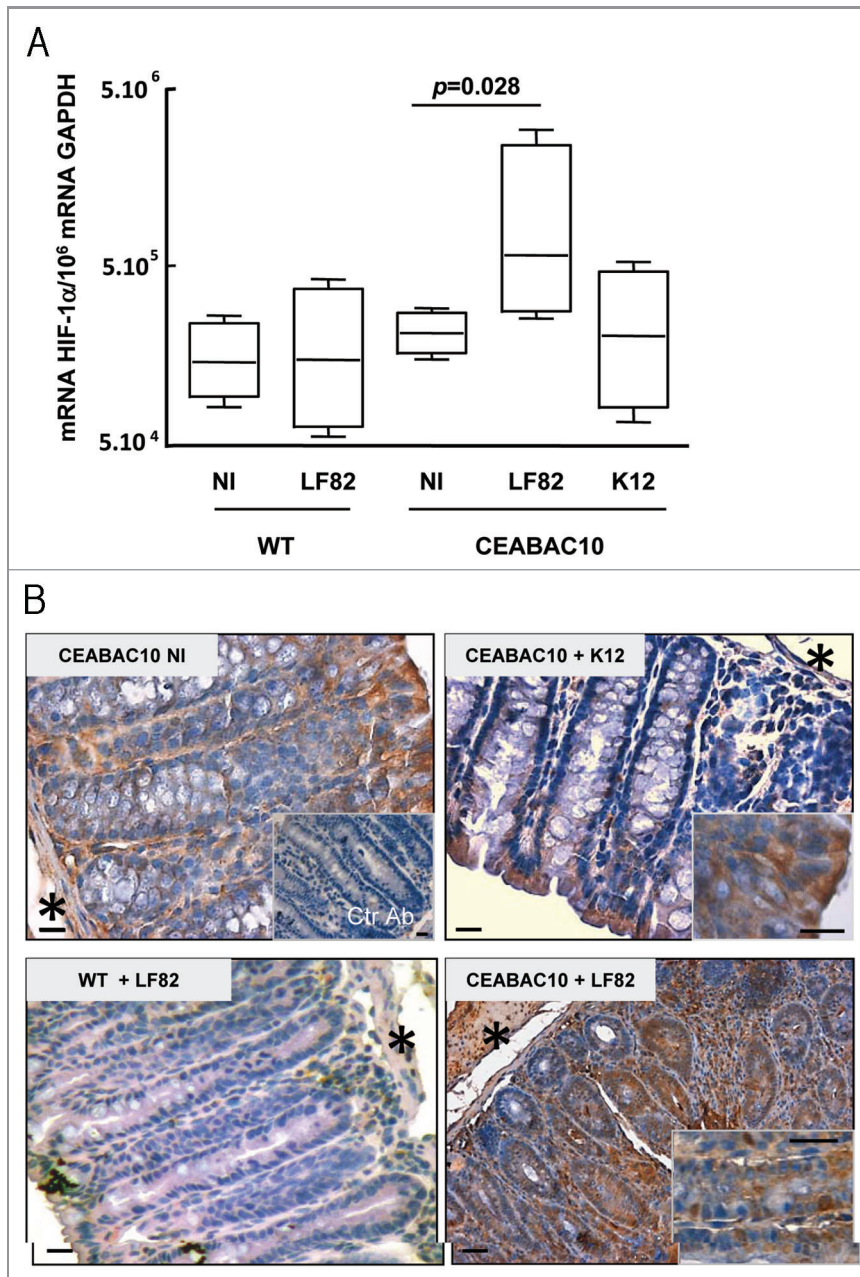 A
mRNA HIF-1α/10⁶ mRNA GAPDH
5.10⁶
5.10⁵
5.10⁴
p=0.028
NI LF82 NI LF82 K12
WT CEABAC10
B
CEABAC10 NI
CEABAC10 + K12
*
*
Ctr Ab
WT + LF82
CEABAC10 + LF82
*
*